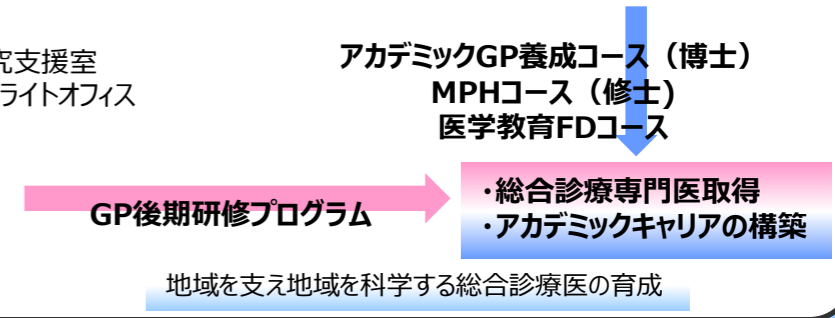 究支援室
ライトオフィス
アカデミックGP養成コース（博士）
MPHコース（修士)
医学教育FDコース
GP後期研修プログラム
・総合診療専門医取得
・アカデミックキャリアの構築
地域を支え地域を科学する総合診療医の育成